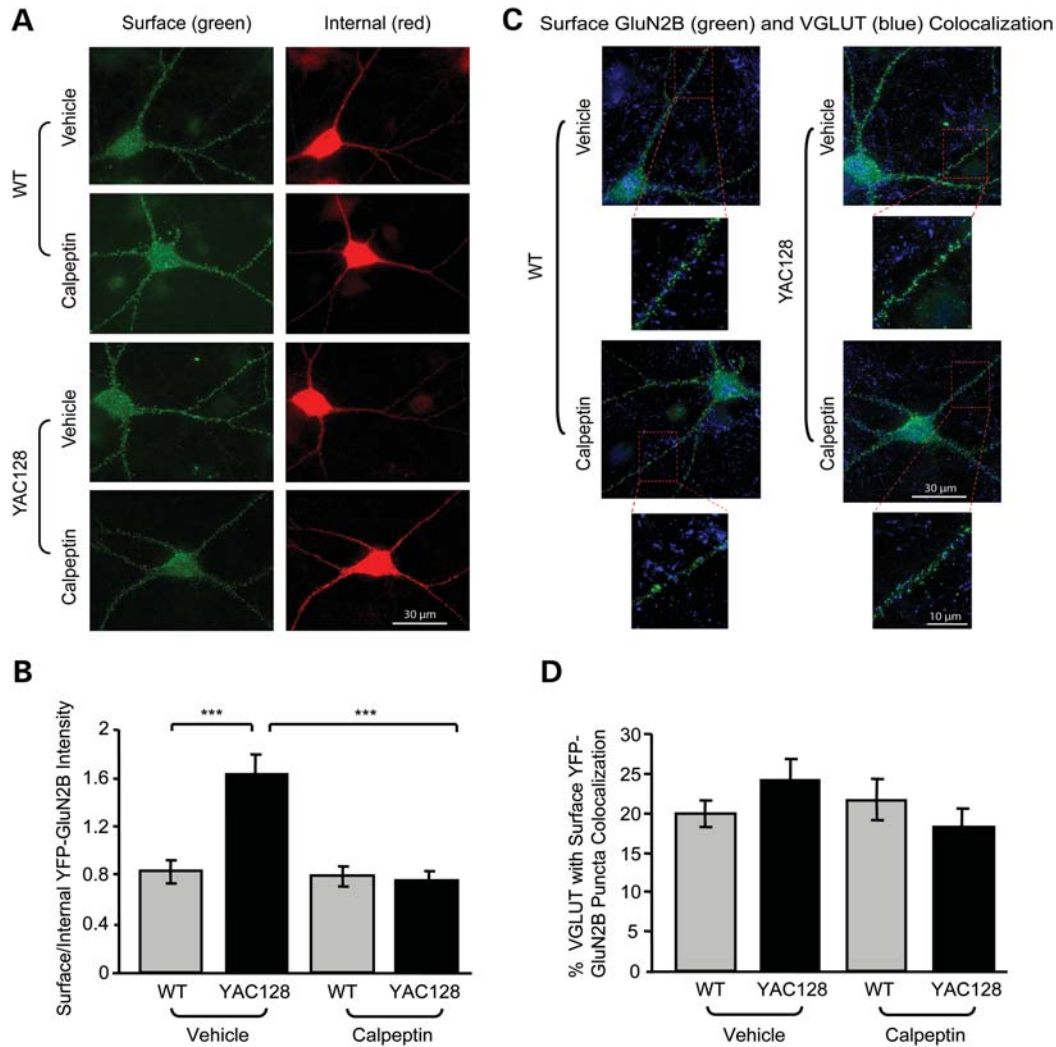 A
Surface (green)
Internal (red)
WT
Vehicle
Calpeptin
YAC128
Vehicle
Calpeptin
30 µm
C
Surface GluN2B (green) and VGLUT (blue) Colocalization
WT
Vehicle
Calpeptin
YAC128
Vehicle
Calpeptin
30 µm
10 µm
B
Surface/Internal YFP-GluN2B Intensity
2
1.6
1.2
0.8
0.4
0
***
***
WT
YAC128
WT
YAC128
Vehicle
Calpeptin
D
% VGLUT with Surface YFP-
GluN2B Puncta Colocalization
30
25
20
15
10
5
0
WT
YAC128
WT
YAC128
Vehicle
Calpeptin